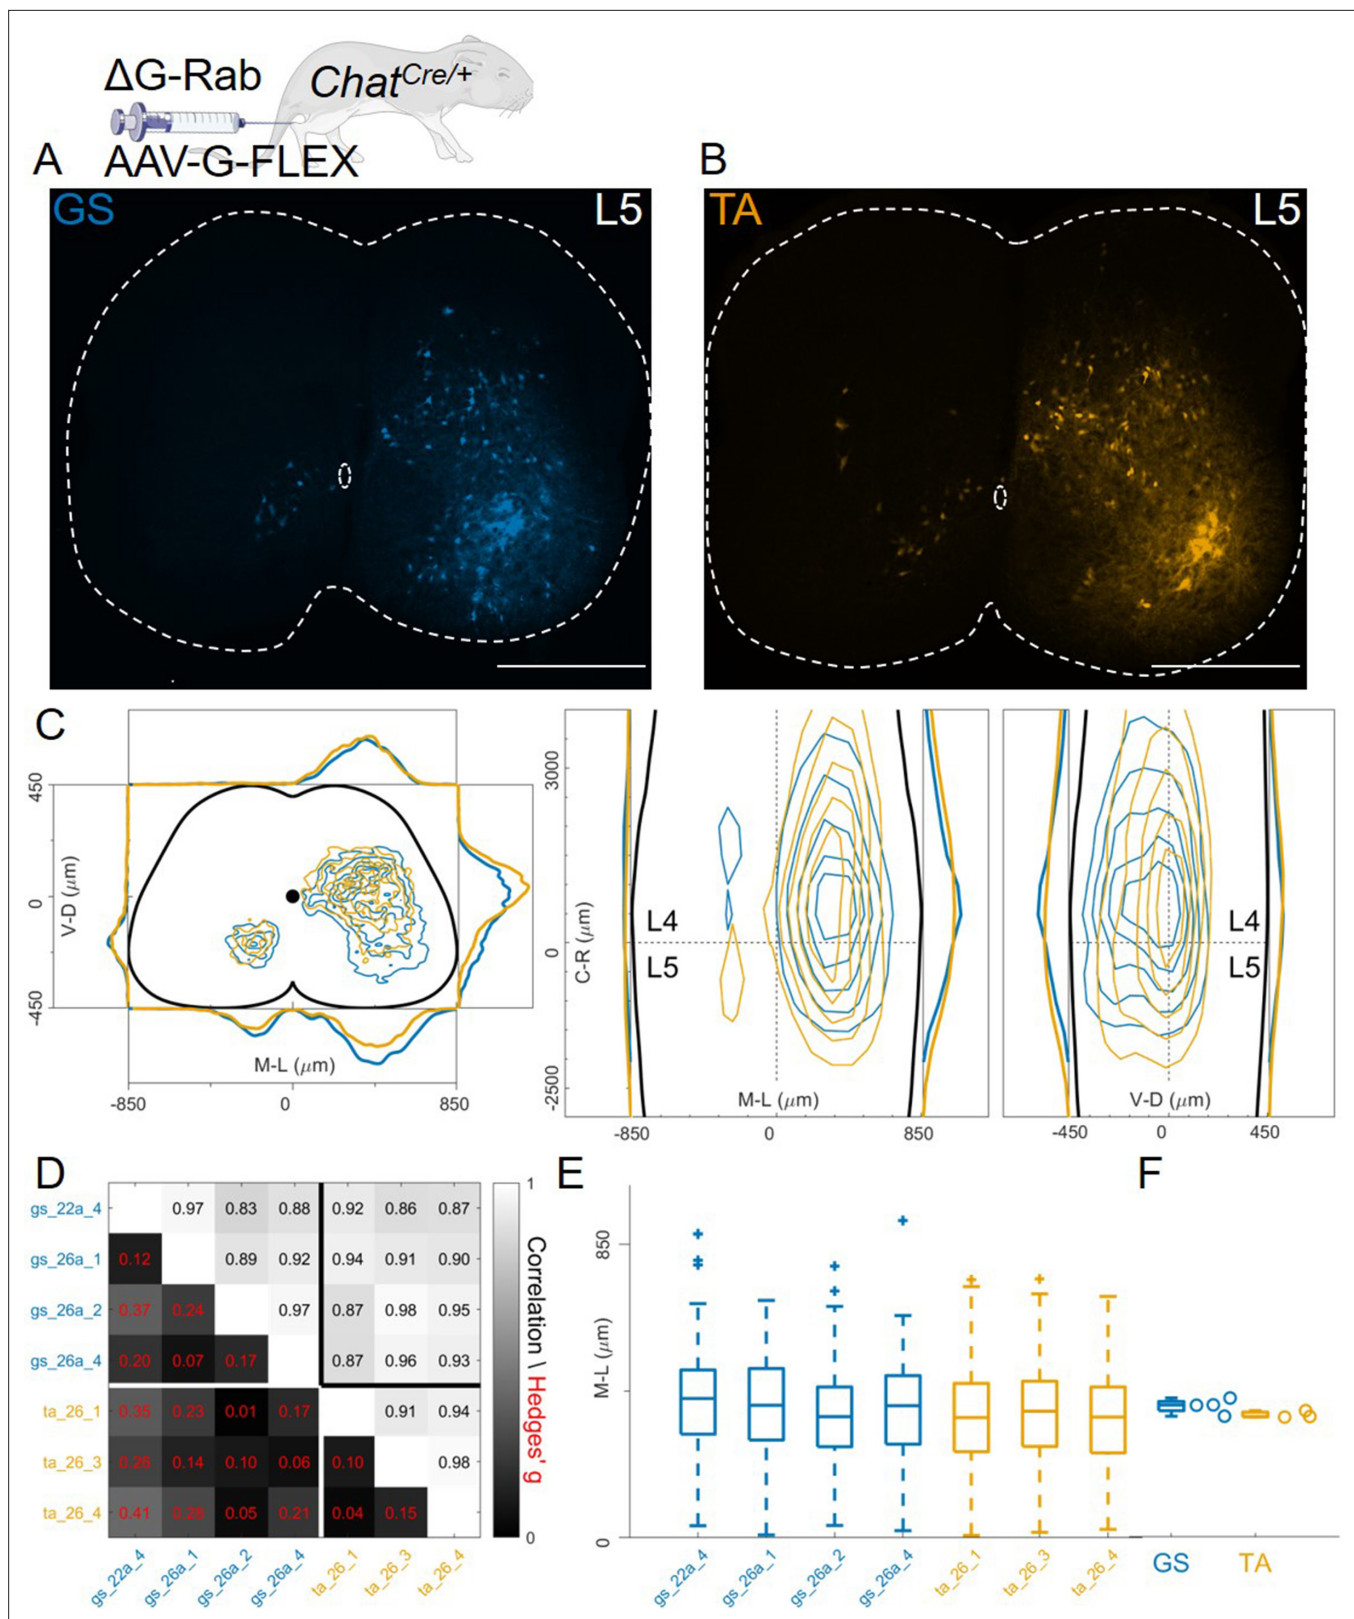 ΔG-Rab
Chat^Cre/+
A AAV-G-FLEX B
GS L5 TA L5
C
450
0
-450
V-D (μm)
M-L (μm)
-850 0 850
3000
0
-2500
C-R (μm)
L4
L5
M-L (μm)
-850 0 850
L4
L5
V-D (μm)
-450 0 450
D
gs_22a_4 0.97 0.83 0.88 0.92 0.86 0.87
gs_26a_1 0.12 0.89 0.92 0.94 0.91 0.90
gs_26a_2 0.37 0.24 0.97 0.87 0.98 0.95
gs_26a_4 0.20 0.07 0.17 0.87 0.96 0.93
ta_26_1 0.35 0.23 0.01 0.17 0.91 0.94
ta_26_3 0.26 0.14 0.10 0.06 0.10 0.98
ta_26_4 0.41 0.05 0.21 0.04 0.15
gs_22a_4 gs_26a_1 gs_26a_2 gs_26a_4 ta_26_1 ta_26_3 ta_26_4
1
0
Correlation \ Hedges' g
E F
850
0
M-L (μm)
gs_22a_4 gs_26a_1 gs_26a_2 gs_26a_4 ta_26_1 ta_26_3 ta_26_4
GS TA